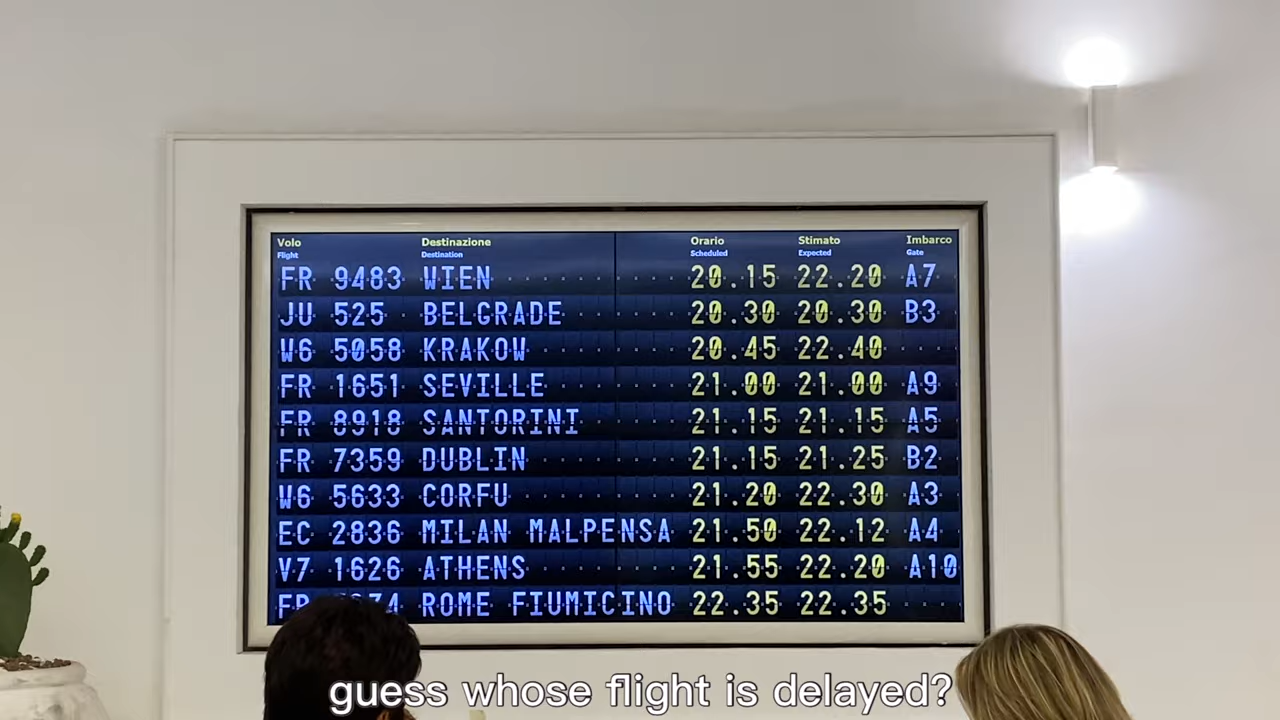 Volo Destinazione Orario Stimato Imbarco
Flight Destination Scheduled Expected Gate
FR 9483 WIEN 20.15 22.20 A7
JU 525 BELGRADE 20.30 20.30 B3
W6 5058 KRAKOW 20.45 22.40
FR 1651 SEVILLE 21.00 21.00 A9
FR 8918 SANTORINI 21.15 21.15 A5
FR 7359 DUBLIN 21.15 21.25 B2
W6 5633 CORFU 21.20 22.30 A3
EC 2836 MILAN MALPENSA 21.50 22.12 A4
V7 1626 ATHENS 21.55 22.20 A10
FR ROME FIUMICINO 22.35 22.35
guess whose flight is delayed?